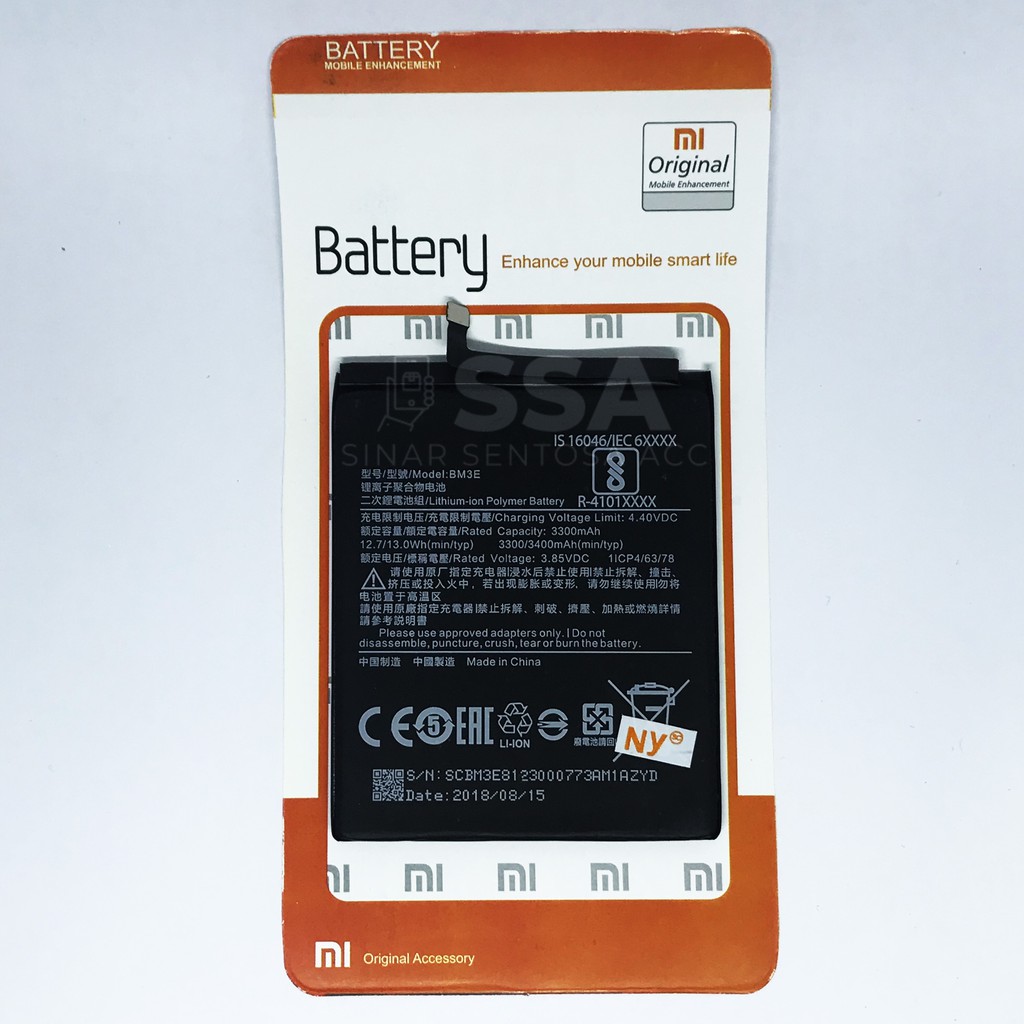 BATTERY
MOBILE ENHANCEMENT
mi
Original
Mobile Enhancement
Battery
Enhance your mobile smart life
mi mi mi mi mi
SSA
SINAR SENTOSA ACC
IS 16046/IEC 6XXXX
R-4101XXXX
型号/型號/Model:BM3E
锂离子聚合物电池
二次鋰電池組/Lithium-ion Polymer Battery
充电限制电压/充電限制電壓/Charging Voltage Limit: 4.40VDC
额定容量/額定電容量/Rated Capacity: 3300mAh
12.7/13.0Wh(min/typ) 3300/3400mAh(min/typ)
额定电压/標稱電壓/Rated Voltage: 3.85VDC 1ICP4/63/78
请使用原厂指定充电器|浸水后禁止使用|禁止拆解、撞击、
挤压或投入火中，若出现膨胀或变形，请勿继续使用|勿将
电池置于高温区
請使用原廠指定充電器|禁止拆解、刺破、擠壓、加熱或燃燒詳情
請參考說明書
Please use approved adapters only. | Do not
disassemble, puncture, crush, tear or burn the battery.
中国制造 中國製造 Made in China
CE 5 EAC
LI-ION
廢電池請回
Ny SC
S/N: SCBM3E8123000773AM1AZYD
Date: 2018/08/15
mi mi mi mi mi
mi Original Accessory